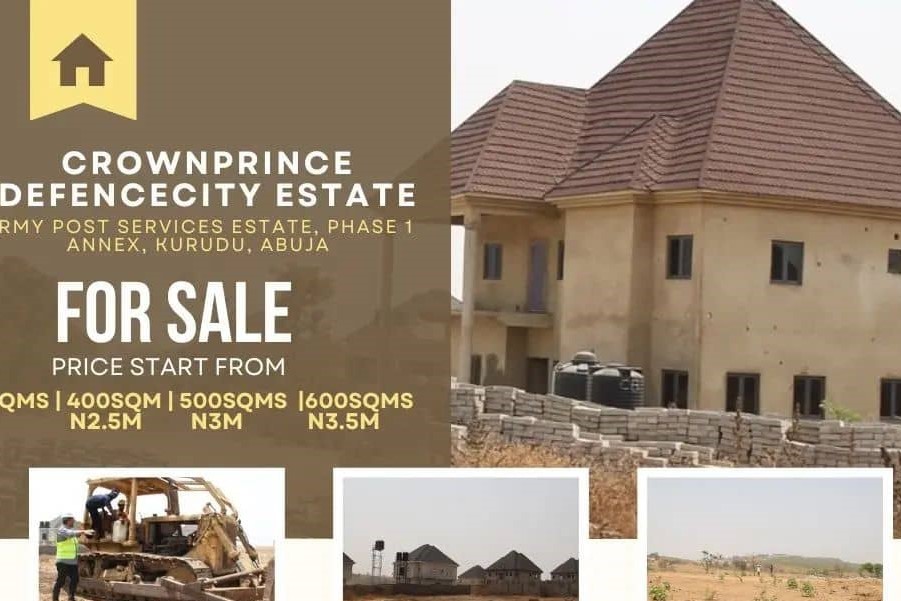 CROWNPRINCE
DEFENCECITY ESTATE
RMY POST SERVICES ESTATE, PHASE 1
ANNEX, KURUDU, ABUJA
FOR SALE
PRICE START FROM
QMS | 400SQM | 500SQMS |600SQMS
N2.5M N3M N3.5M